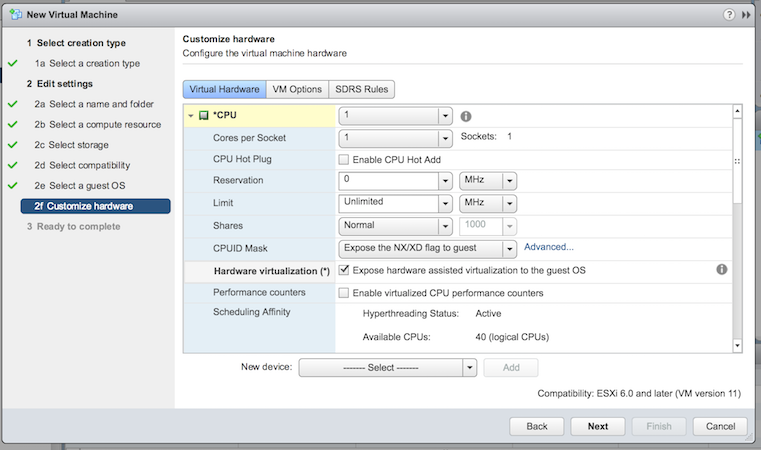 New Virtual Machine
?
1 Select creation type
1a Select a creation type
2 Edit settings
2a Select a name and folder
2b Select a compute resource
2c Select storage
2d Select compatibility
2e Select a guest OS
2f Customize hardware
3 Ready to complete
Customize hardware
Configure the virtual machine hardware
Virtual Hardware VM Options SDRS Rules
*CPU 1
Cores per Socket 1 Sockets: 1
CPU Hot Plug Enable CPU Hot Add
Reservation 0 MHz
Limit Unlimited MHz
Shares Normal 1000
CPUID Mask Expose the NX/XD flag to guest Advanced...
Hardware virtualization (*) Expose hardware assisted virtualization to the guest OS
Performance counters Enable virtualized CPU performance counters
Scheduling Affinity Hyperthreading Status: Active
Available CPUs: 40 (logical CPUs)
New device: ------- Select ------- Add
Compatibility: ESXi 6.0 and later (VM version 11)
Back Next Finish Cancel